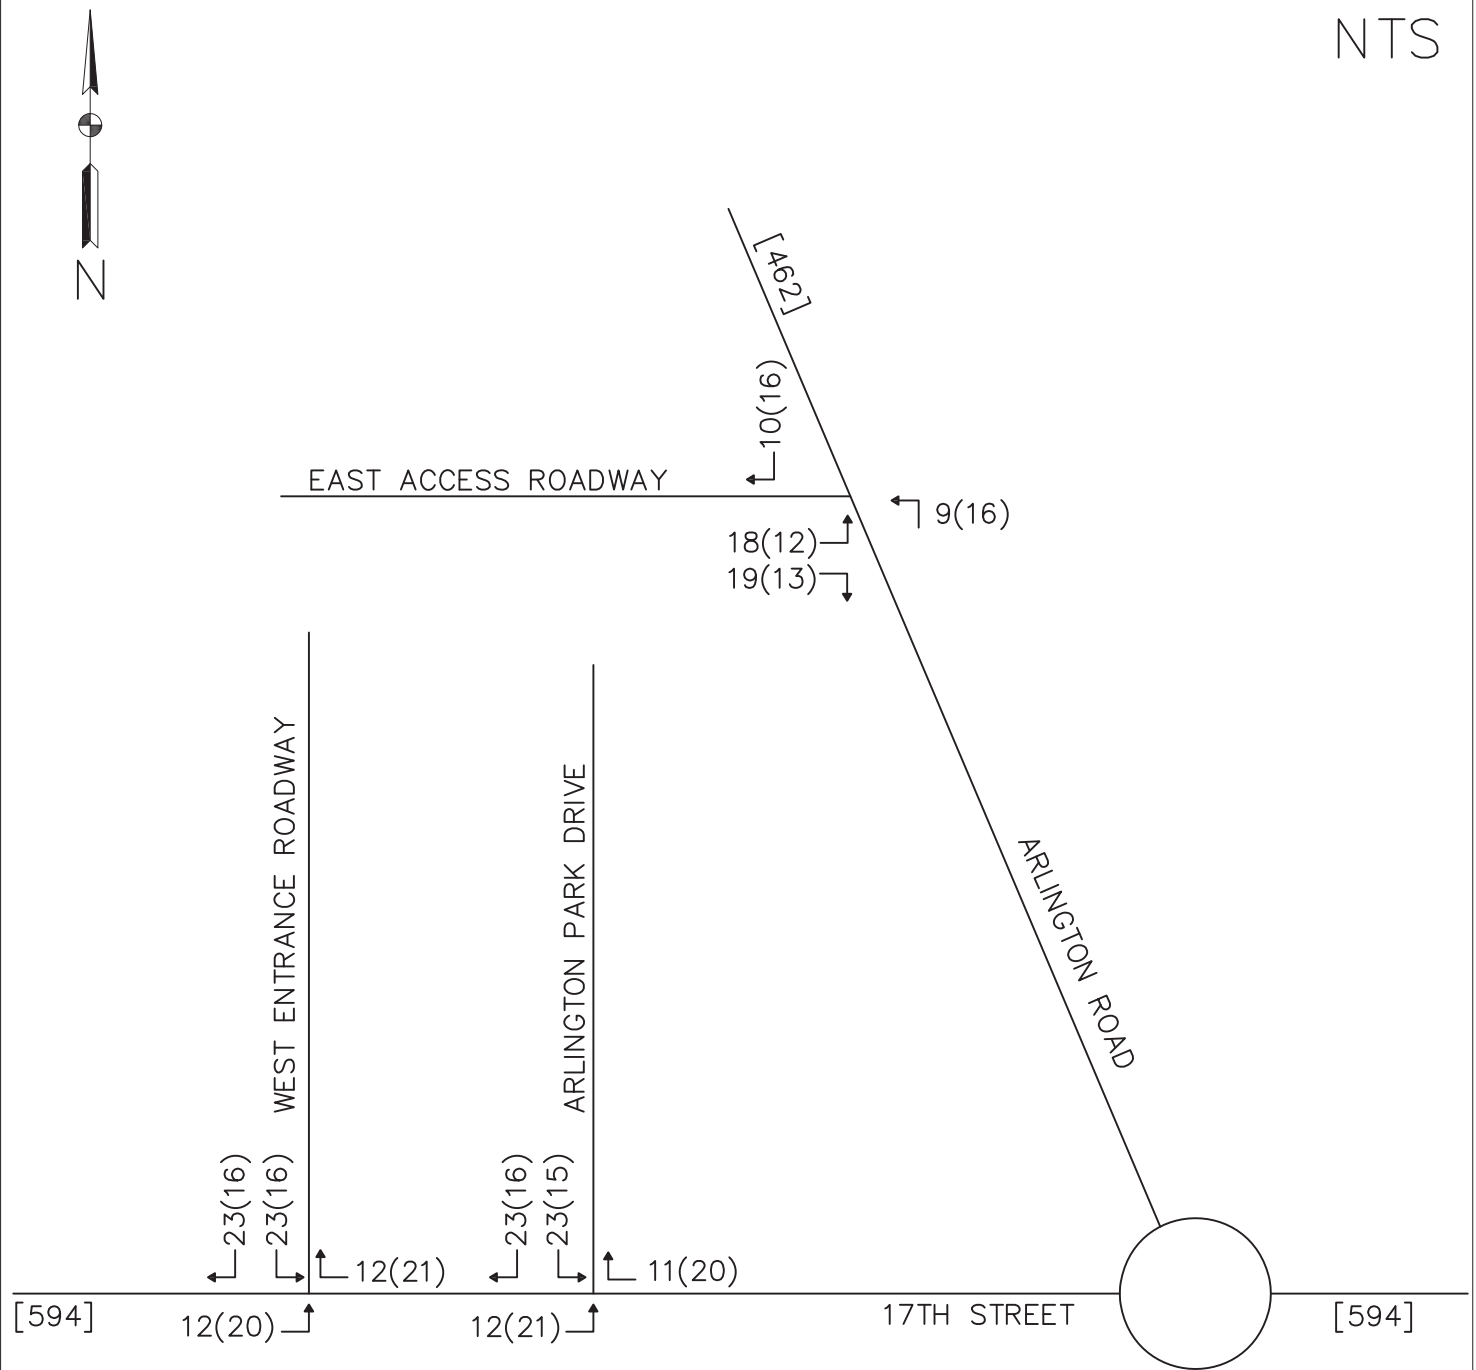 NTS
N
[462]
10(16)
EAST ACCESS ROADWAY
9(16)
18(12)
19(13)
WEST ENTRANCE ROADWAY
ARLINGTON PARK DRIVE
ARLINGTON ROAD
23(16)
23(16)
23(16)
23(15)
12(21)
11(20)
[594]
12(20)
12(21)
17TH STREET
[594]